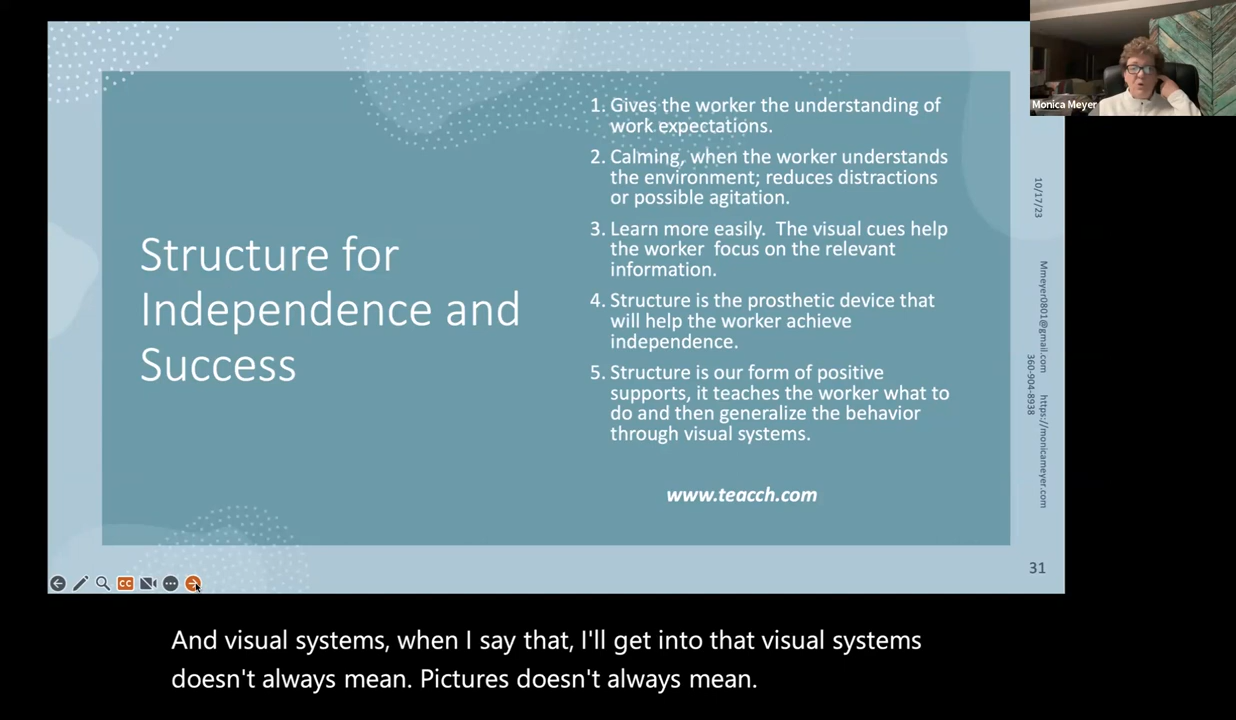 Structure for
Independence and
Success
1. Gives the worker the understanding of
work expectations.
2. Calming, when the worker understands
the environment; reduces distractions
or possible agitation.
3. Learn more easily.  The visual cues help
the worker  focus on the relevant
information.
4. Structure is the prosthetic device that
will help the worker achieve
independence.
5. Structure is our form of positive
supports, it teaches the worker what to
do and then generalize the behavior
through visual systems.
www.teacch.com
Monica Meyer
10/17/23
Mmeyer0801@gmail.com https://monicameyer.com
360-904-8938
31
CC
And visual systems, when I say that, I'll get into that visual systems
doesn't always mean. Pictures doesn't always mean.